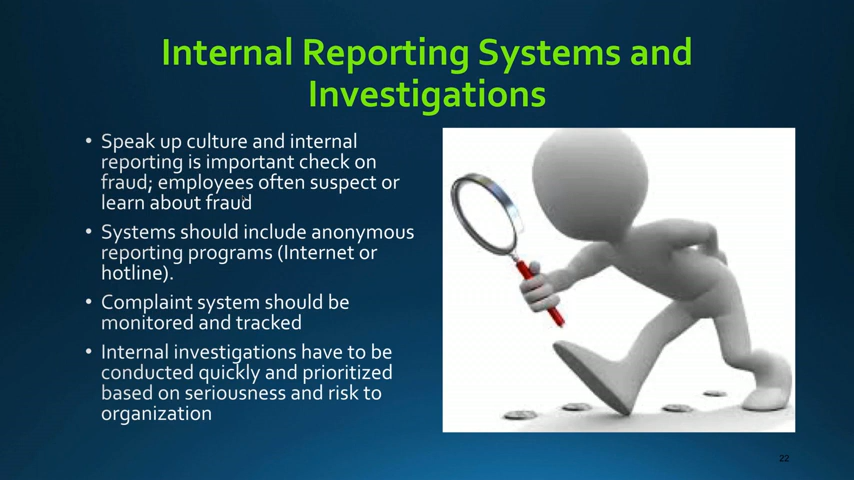 Internal Reporting Systems and
Investigations
• Speak up culture and internal
reporting is important check on
fraud; employees often suspect or
learn about fraud
• Systems should include anonymous
reporting programs (Internet or
hotline).
• Complaint system should be
monitored and tracked
• Internal investigations have to be
conducted quickly and prioritized
based on seriousness and risk to
organization
22